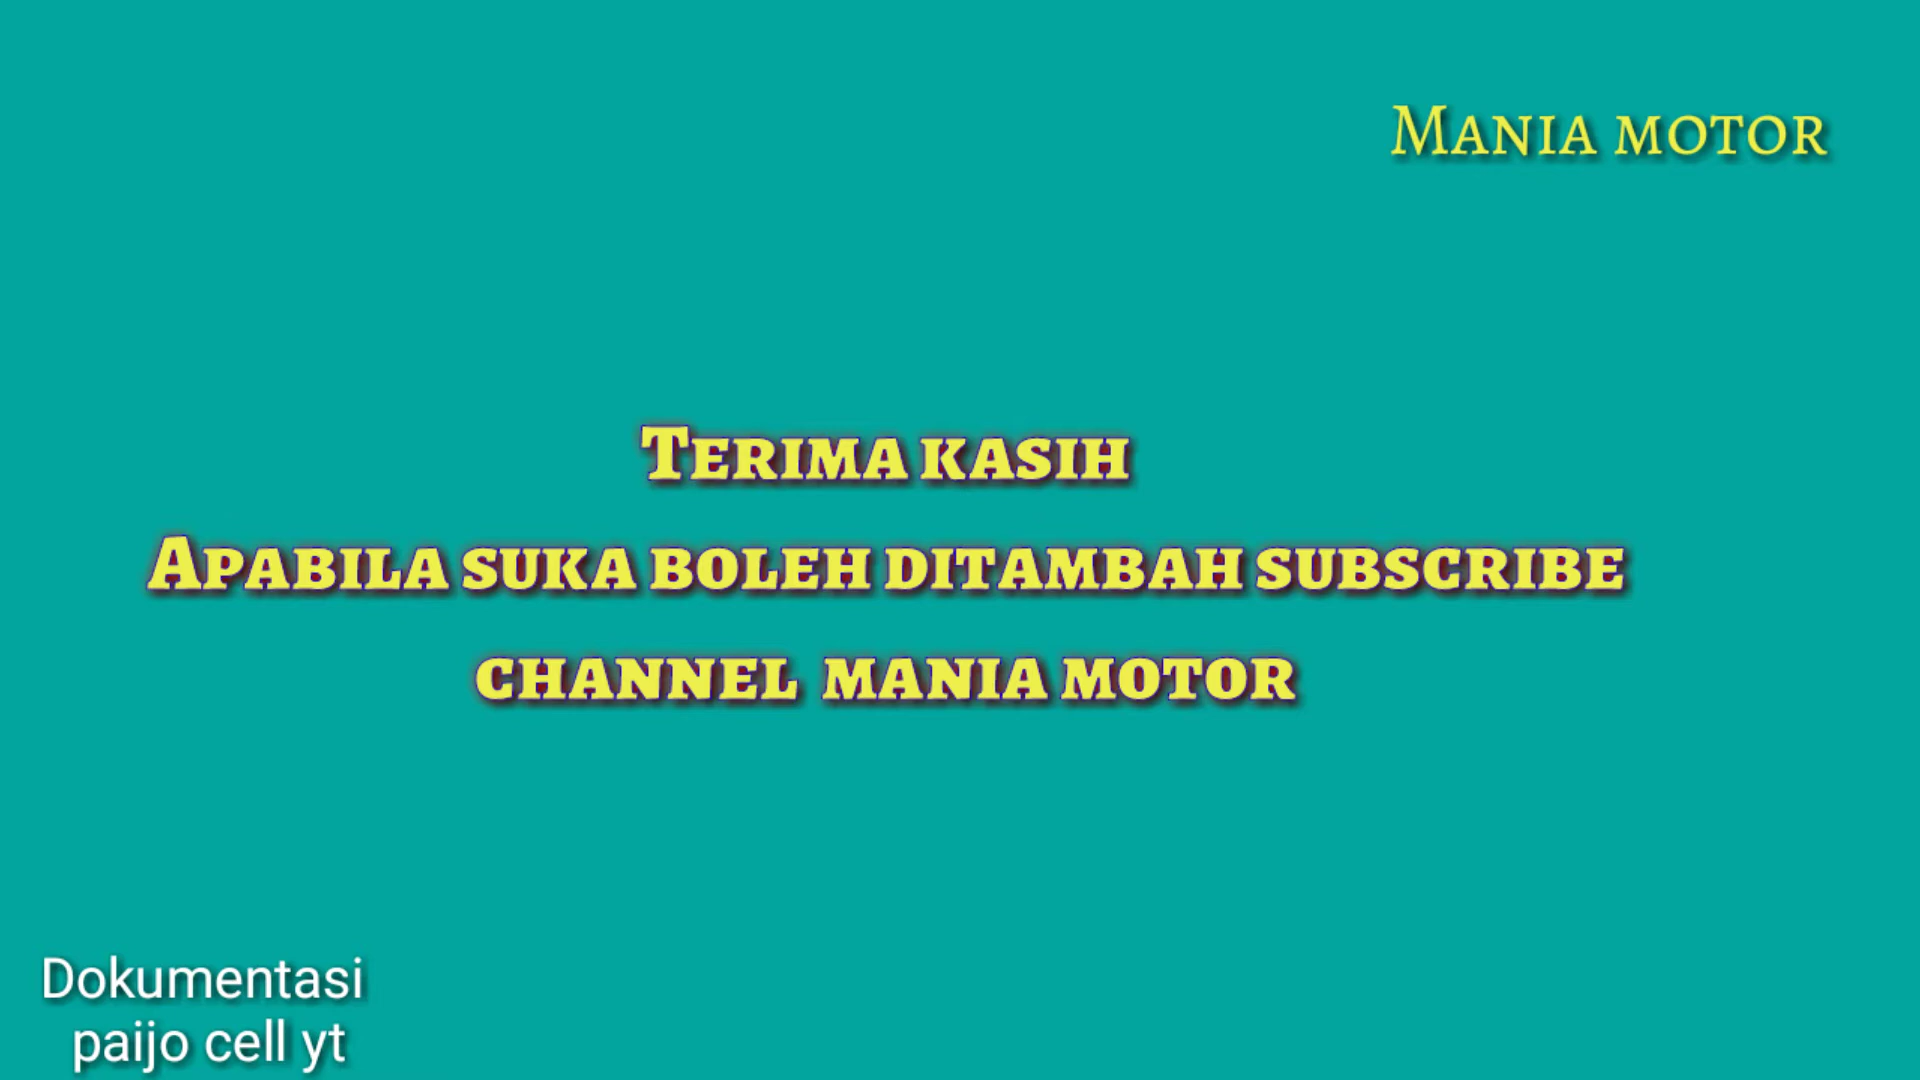 Mania motor
Terima kasih
Apabila suka boleh ditambah subscribe
channel mania motor
Dokumentasi
paijo cell yt